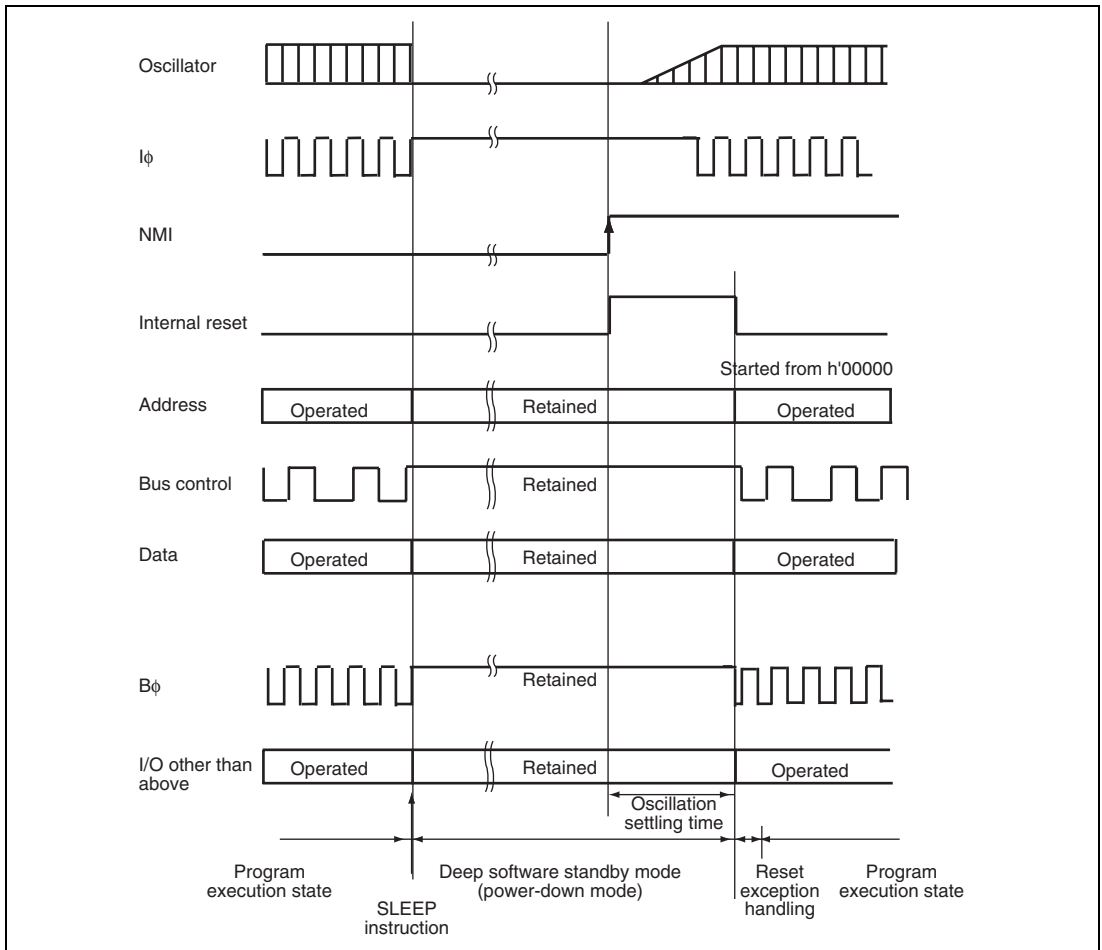 Oscillator
Iϕ
NMI
Internal reset
Started from h'00000
Address
Operated
Retained
Operated
Bus control
Retained
Data
Operated
Retained
Operated
Bϕ
Retained
I/O other than
above
Operated
Retained
Operated
Oscillation
settling time
Program
execution state
SLEEP
instruction
Deep software standby mode
(power-down mode)
Reset
exception
handling
Program
execution state